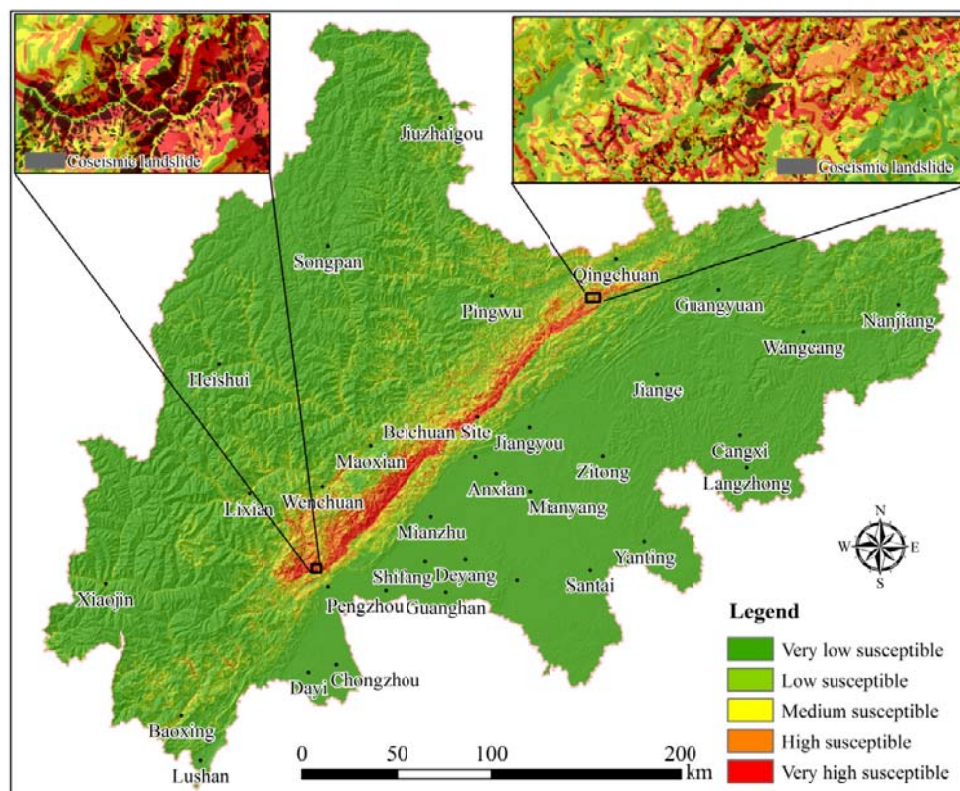 Coseismic landslide
Coseismic landslide
Jiuzhaigou
Songpan
Qingchuan
Pingwu
Guangyuan
Nanjiang
Wangcang
Heishui
Jiange
Beichuan Site
Jiangyou
Cangxi
Maoxian
Zitong
Langzhong
Wenchuan
Anxian
Lixian
Mianyang
Mianzhu
Yanting
Shifang
Deyang
Santai
Xiaojin
Pengzhou
Guanghan
Dayi
Chongzhou
Baoxing
Lushan
N
W
E
S
Legend
Very low susceptible
Low susceptible
Medium susceptible
High susceptible
Very high susceptible
0 50 100 200
km